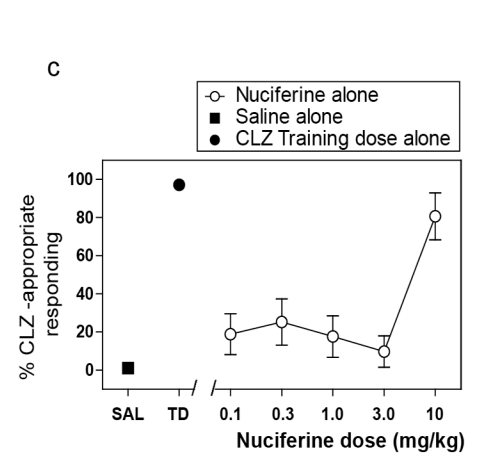 C
Nuciferine alone
Saline alone
CLZ Training dose alone
% CLZ -appropriate
responding
100
80
60
40
20
0
SAL TD 0.1 0.3 1.0 3.0 10
Nuciferine dose (mg/kg)